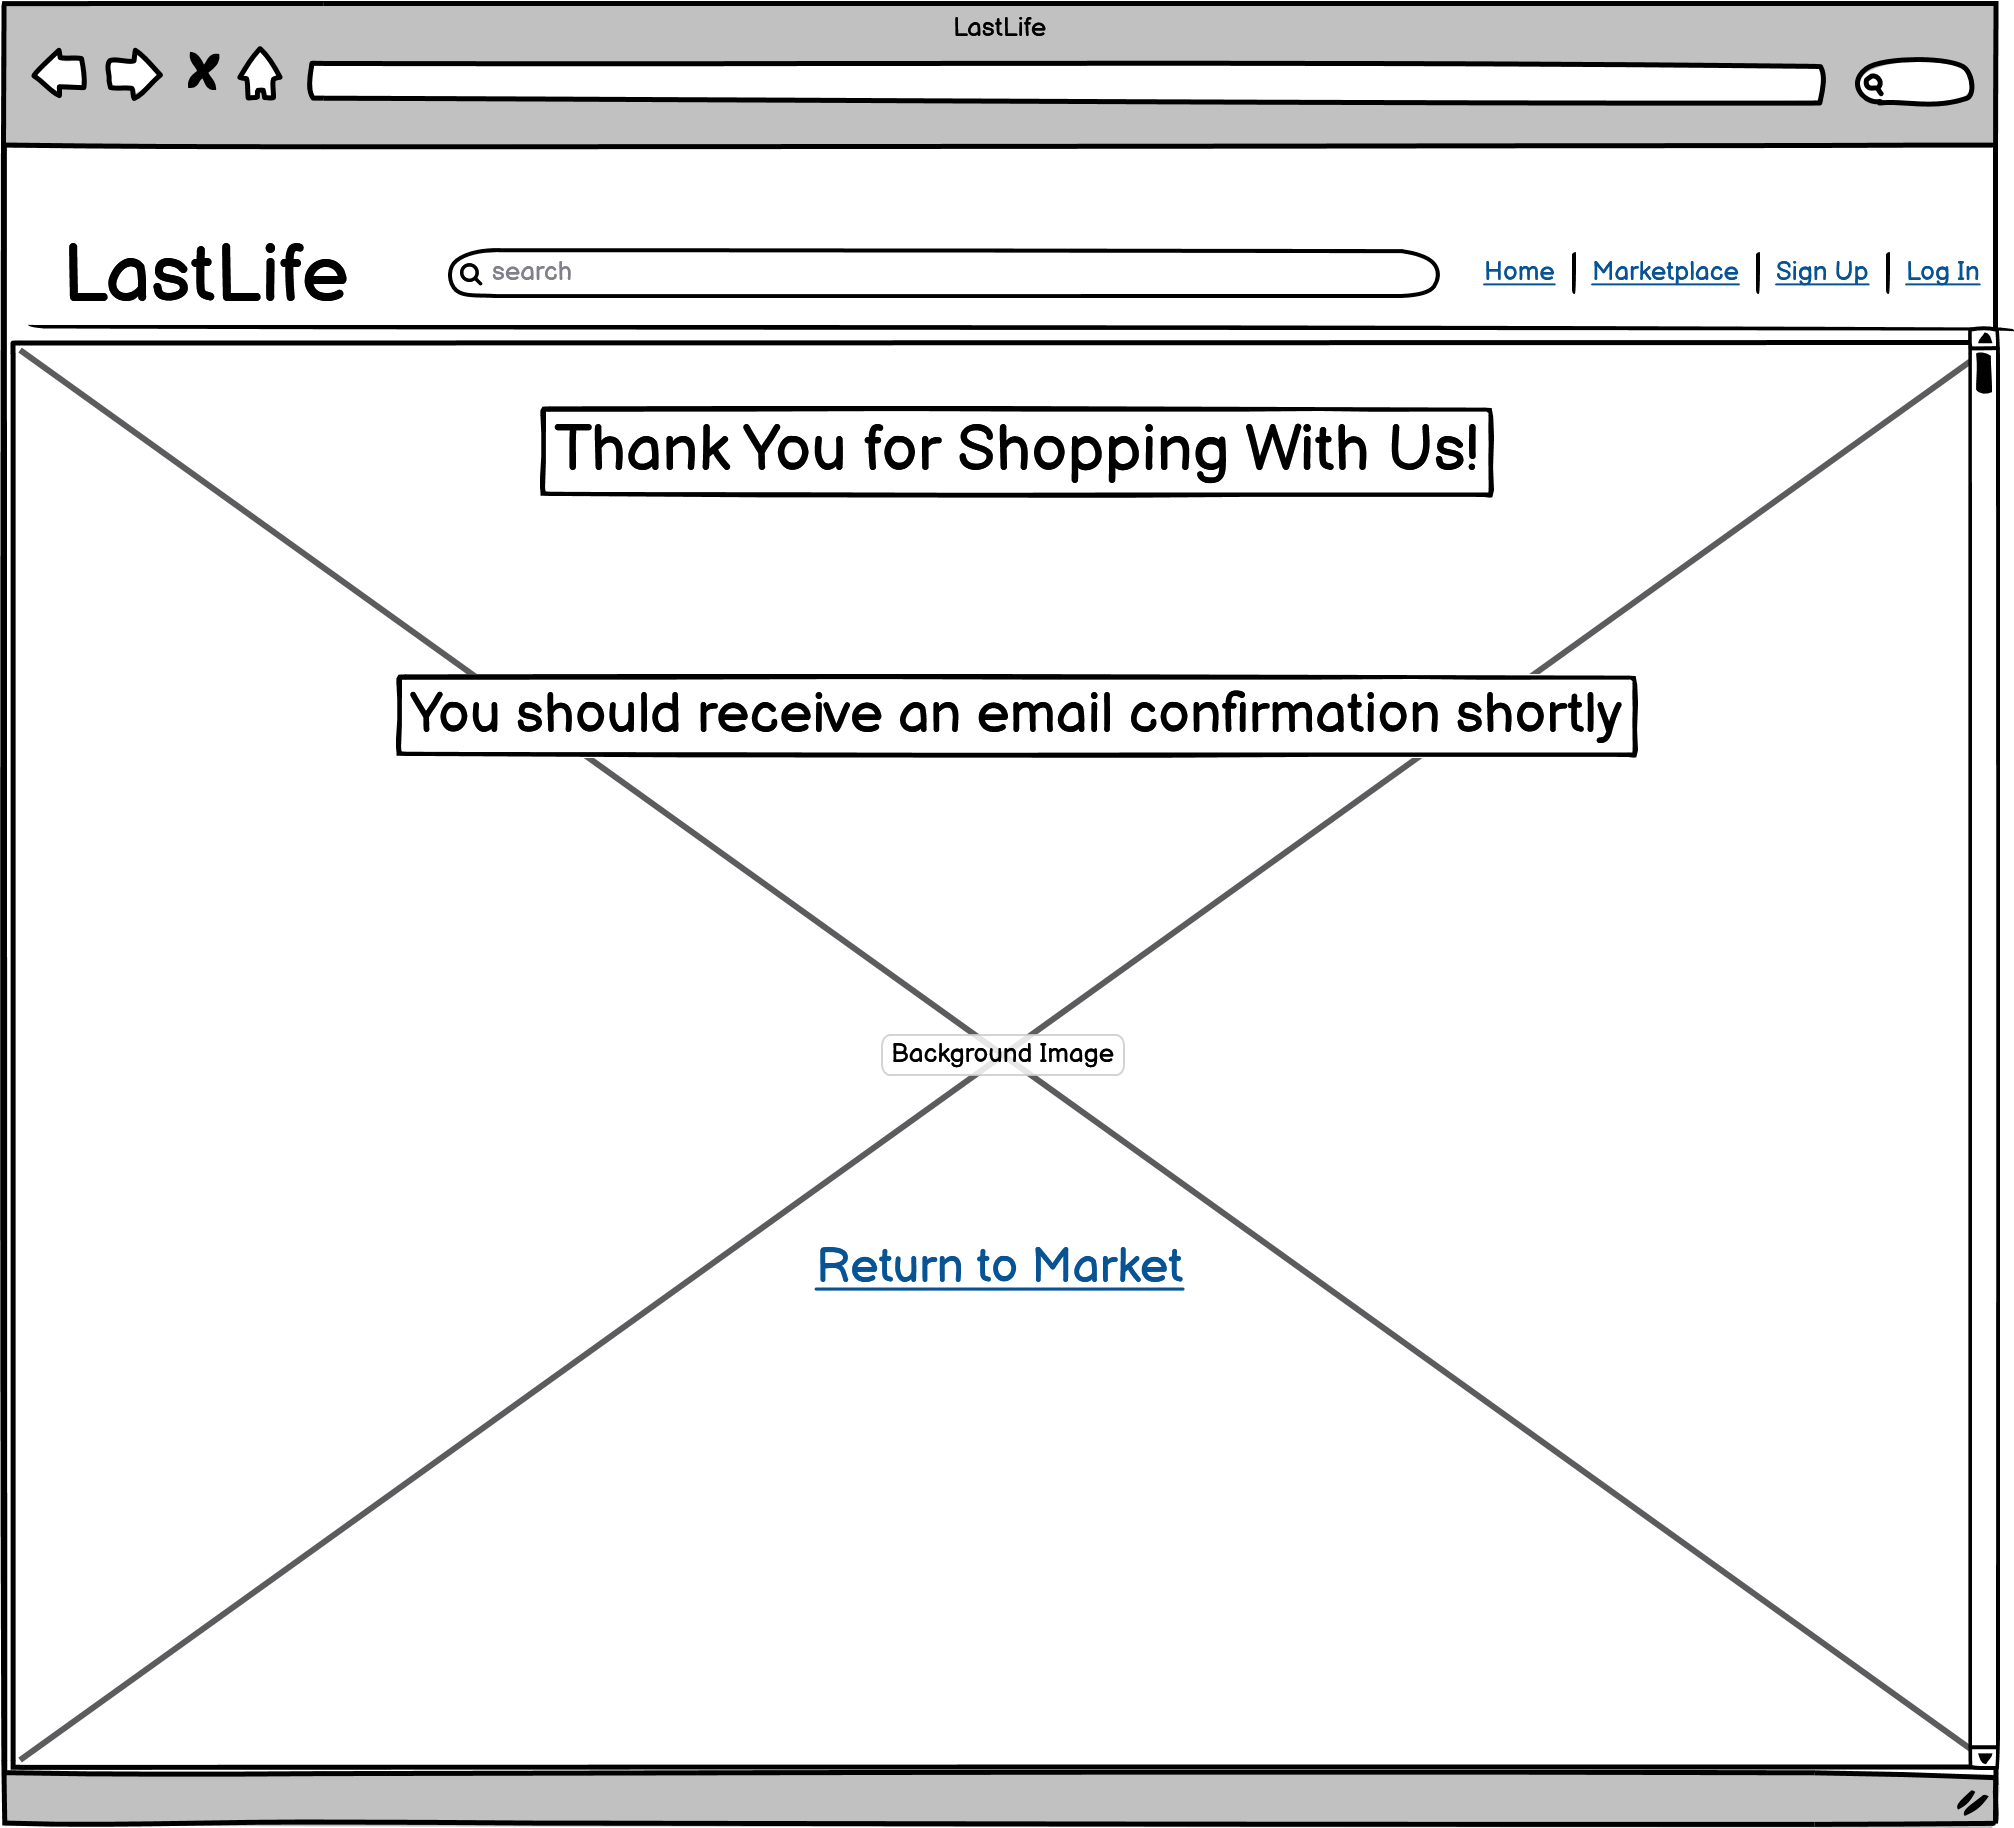 LastLife
LastLife
search
Home Marketplace Sign Up Log In
Thank You for Shopping With Us!
You should receive an email confirmation shortly
Background Image
Return to Market